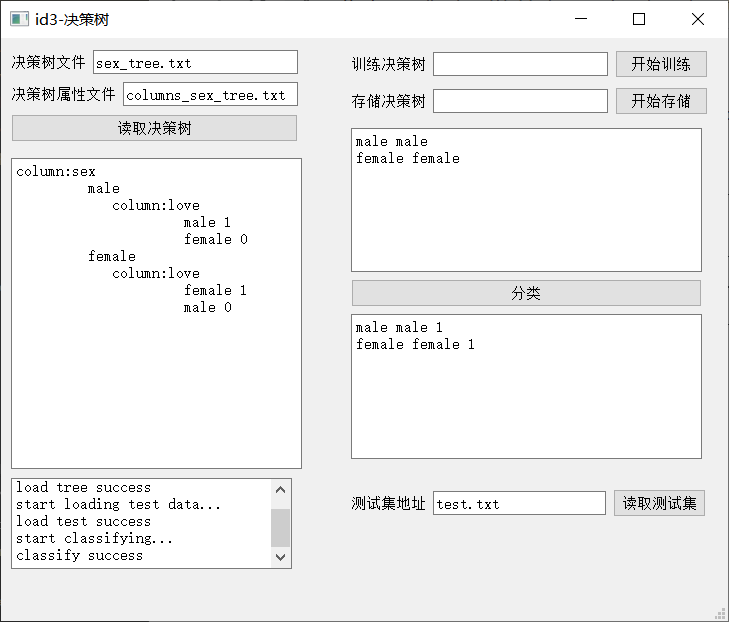 id3-决策树
决策树文件 sex_tree.txt
决策树属性文件 columns_sex_tree.txt
读取决策树
column:sex
male
column:love
male 1
female 0
female
column:love
female 1
male 0
load tree success
start loading test data...
load test success
start classifying...
classify success
训练决策树 开始训练
存储决策树 开始存储
male male
female female
分类
male male 1
female female 1
测试集地址 test.txt 读取测试集